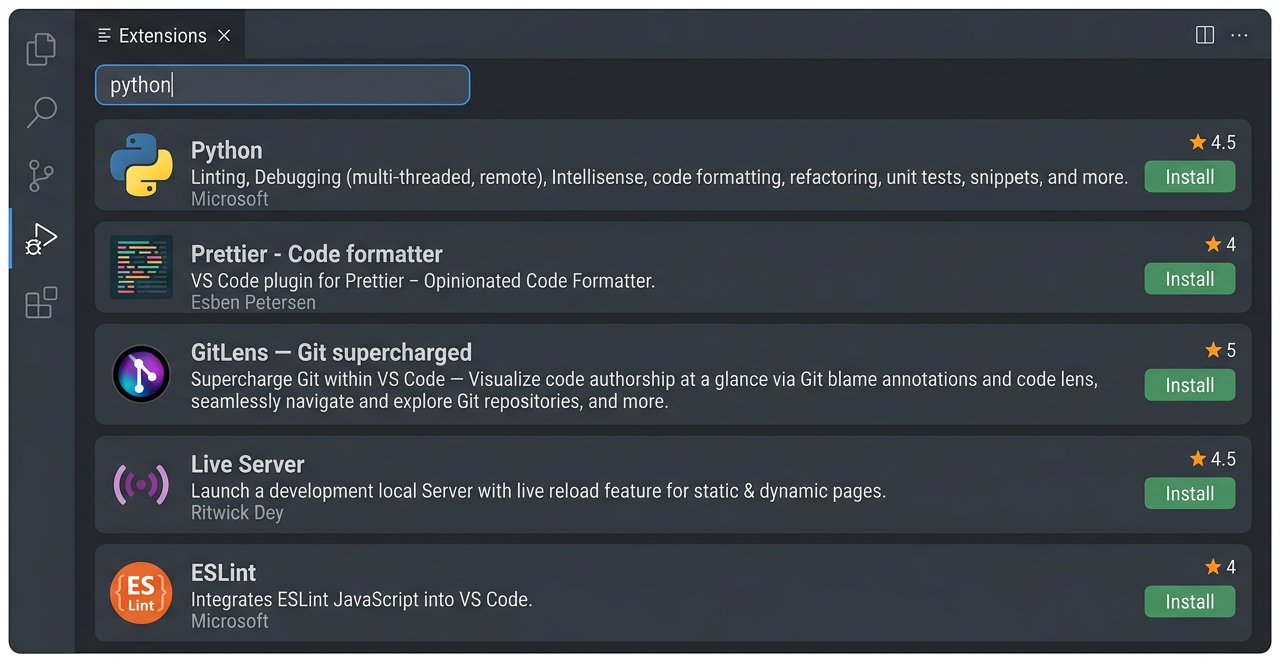 Extensions
python
Python
4.5
Linting, Debugging (multi-threaded, remote), Intellisense, code formatting, refactoring, unit tests, snippets, and more.
Install
Microsoft
Prettier - Code formatter
4
VS Code plugin for Prettier – Opinionated Code Formatter.
Install
Esben Petersen
GitLens — Git supercharged
5
Supercharge Git within VS Code — Visualize code authorship at a glance via Git blame annotations and code lens,
seamlessly navigate and explore Git repositories, and more.
Install
Live Server
4.5
Launch a development local Server with live reload feature for static & dynamic pages.
Install
Ritwick Dey
{ES
Lint}
ESLint
4
Integrates ESLint JavaScript into VS Code.
Install
Microsoft